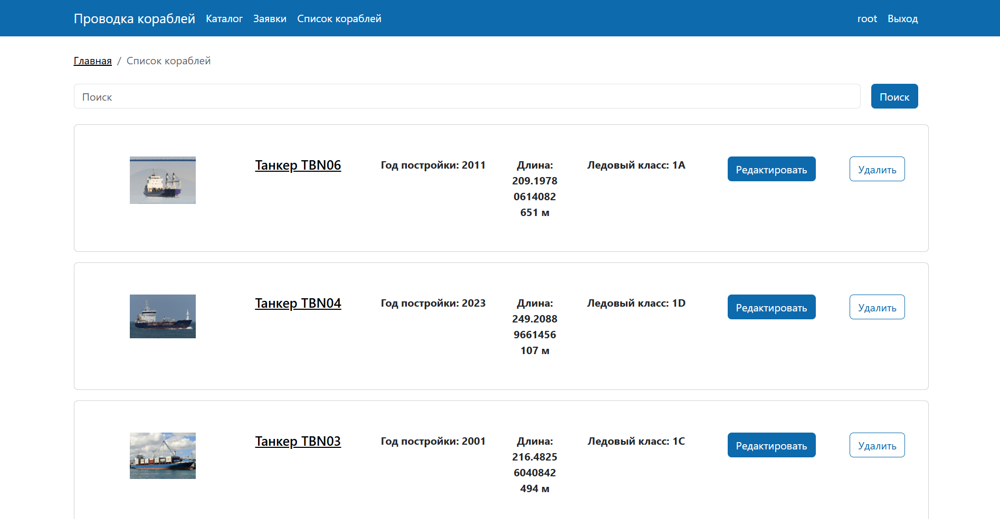 Проводка кораблей Каталог Заявки Список кораблей root Выход
Главная / Список кораблей
Поиск Поиск
Танкер TBN06 Год постройки: 2011 Длина: Ледовый класс: 1A Редактировать Удалить
209.1978
0614082
651 м
Танкер TBN04 Год постройки: 2023 Длина: Ледовый класс: 1D Редактировать Удалить
249.2088
9661456
107 м
Танкер TBN03 Год постройки: 2001 Длина: Ледовый класс: 1C Редактировать Удалить
216.4825
6040842
494 м